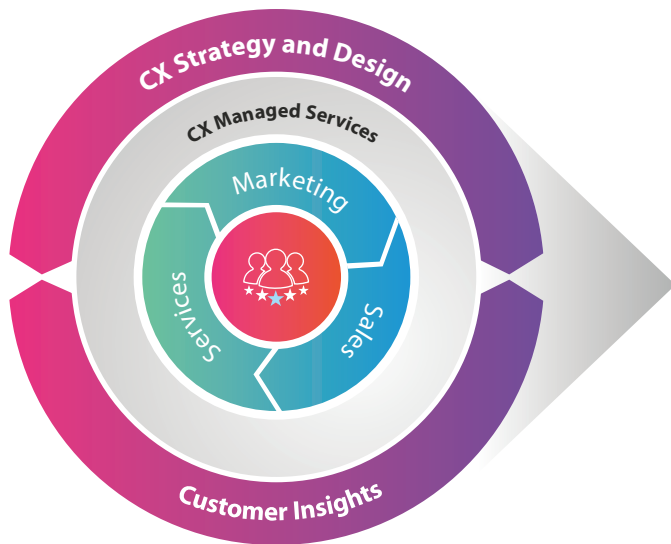 CX Strategy and Design
CX Managed Services
Marketing
Sales
Services
Customer Insights